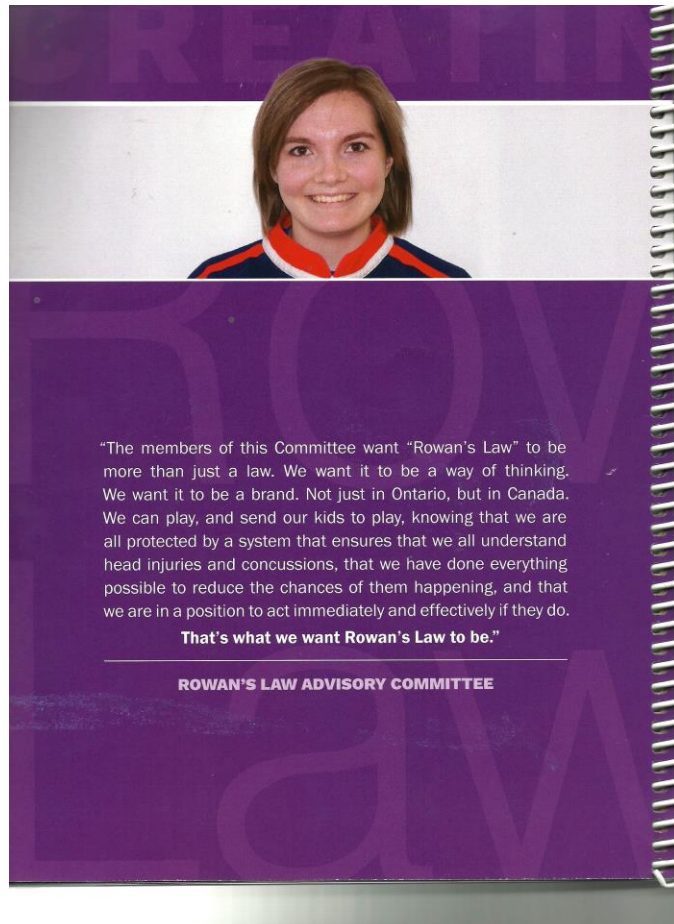 CREATIN
Row
"The members of this Committee want "Rowan's Law" to be
more than just a law. We want it to be a way of thinking.
We want it to be a brand. Not just in Ontario, but in Canada.
We can play, and send our kids to play, knowing that we are
all protected by a system that ensures that we all understand
head injuries and concussions, that we have done everything
possible to reduce the chances of them happening, and that
we are in a position to act immediately and effectively if they do.
That's what we want Rowan's Law to be."
ROWAN'S LAW ADVISORY COMMITTEE
Law